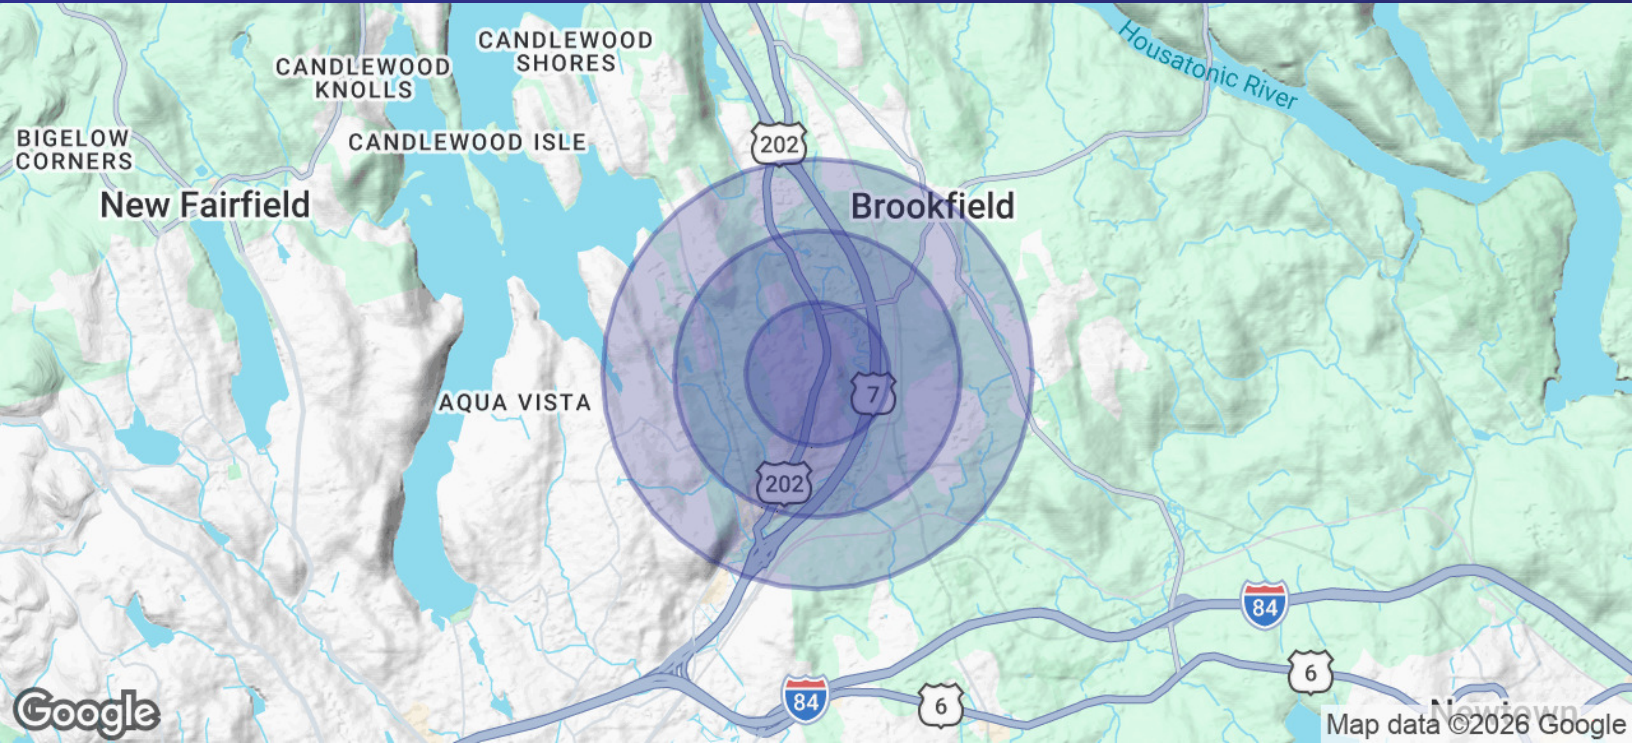 Housatonic River
CANDLEWOOD
SHORES
CANDLEWOOD
KNOLLS
BIGELOW
CORNERS
CANDLEWOOD ISLE
202
New Fairfield
Brookfield
AQUA VISTA
7
202
84
6
84
6
Newtown
Google
Map data ©2026 Google